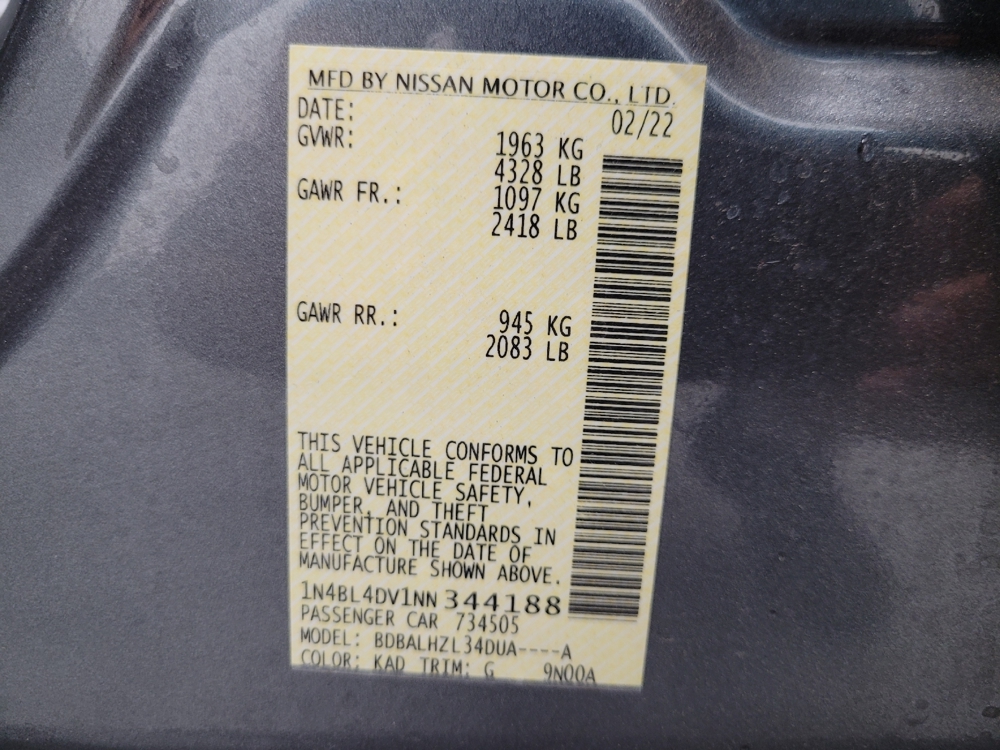 MFD BY NISSAN MOTOR CO., LTD.
DATE: 02/22
GVWR: 1963 KG
4328 LB
GAWR FR.: 1097 KG
2418 LB
GAWR RR.: 945 KG
2083 LB
THIS VEHICLE CONFORMS TO
ALL APPLICABLE FEDERAL
MOTOR VEHICLE SAFETY,
BUMPER, AND THEFT
PREVENTION STANDARDS IN
EFFECT ON THE DATE OF
MANUFACTURE SHOWN ABOVE.
1N4BL4DV1NN344188
PASSENGER CAR 734505
MODEL: BDBALHZL34DUA----A
COLOR: KAD TRIM: G 9N00A